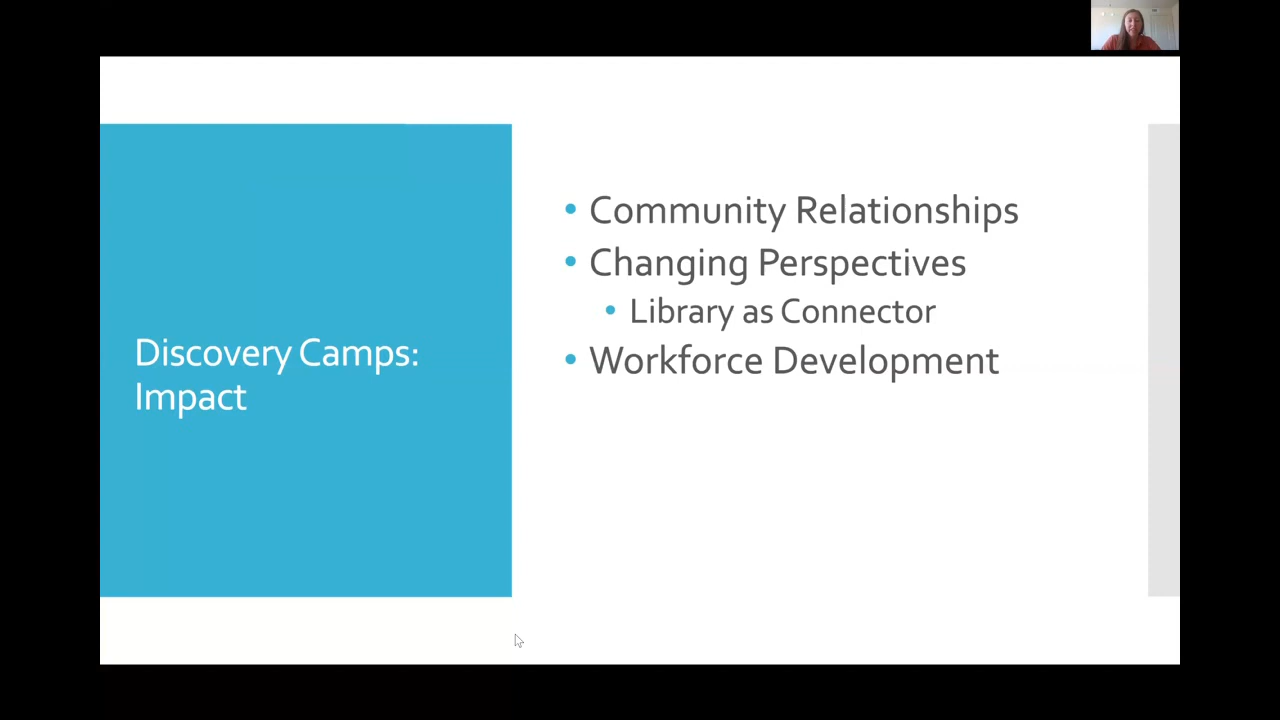 Discovery Camps:
Impact
• Community Relationships
• Changing Perspectives
• Library as Connector
• Workforce Development